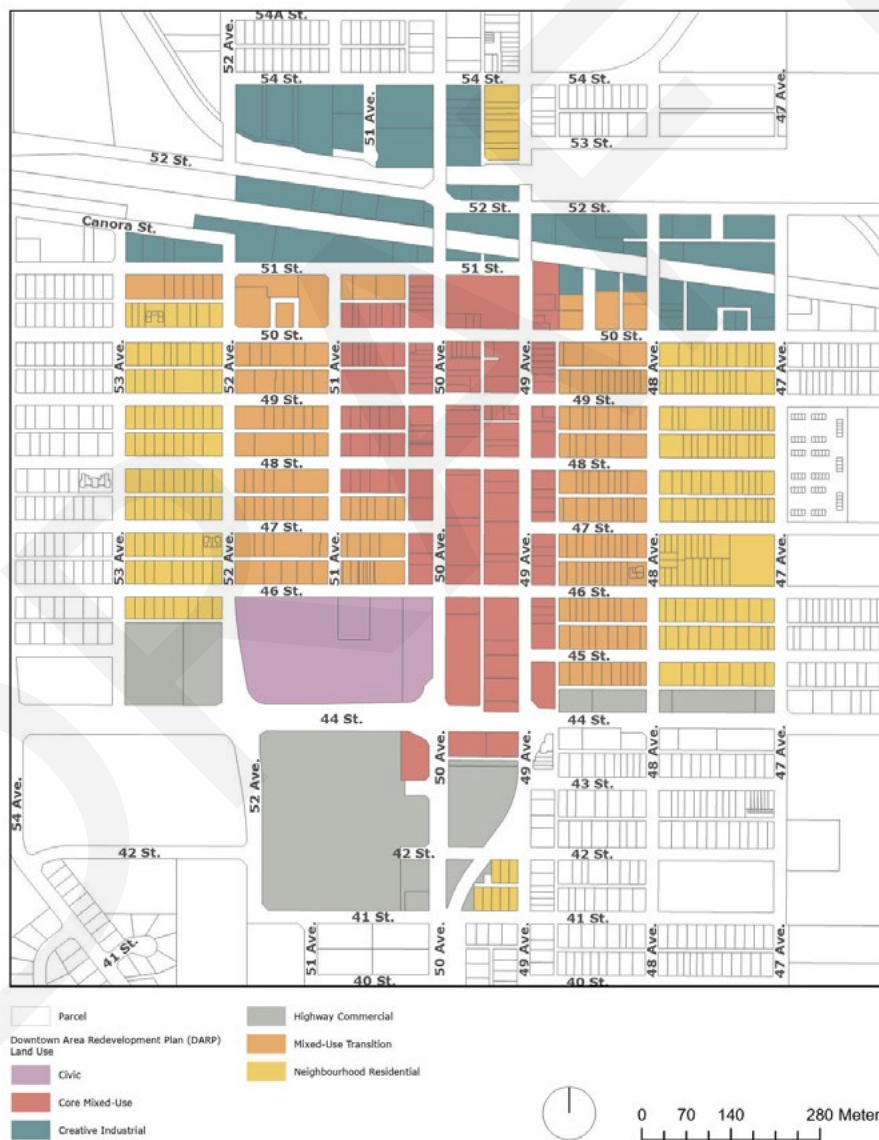 54A St.
52 Ave.
54 St.
54 St.
54 St.
51 Ave.
47 Ave.
53 St.
52 St.
52 St.
52 St.
Canora St.
51 St.
51 St.
50 St.
50 St.
53 Ave.
52 Ave.
51 Ave.
50 Ave.
49 Ave.
48 Ave.
47 Ave.
49 St.
49 St.
48 St.
48 St.
47 St.
47 St.
53 Ave.
52 Ave.
51 Ave.
50 Ave.
49 Ave.
48 Ave.
47 Ave.
46 St.
46 St.
45 St.
44 St.
44 St.
50 Ave.
49 Ave.
48 Ave.
47 Ave.
54 Ave.
52 Ave.
43 St.
42 St.
42 St.
42 St.
41 St.
41 St.
41 St.
51 Ave.
50 Ave.
49 Ave.
48 Ave.
47 Ave.
40 St.
40 St.
Parcel
Downtown Area Redevelopment Plan (DARP)
Land Use
Civic
Core Mixed-Use
Creative Industrial
Highway Commercial
Mixed-Use Transition
Neighbourhood Residential
0 70 140 280 Meter
DRAFT